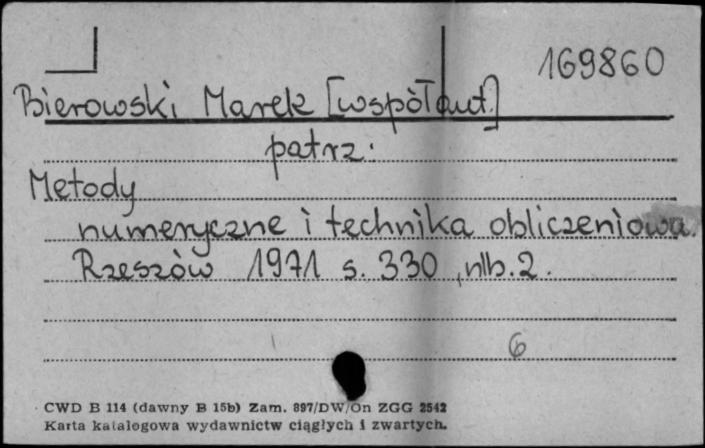 169860
Bierowski Marek [współaut.]
patrz:
Metody
numeryczne i technika obliczeniowa.
Rzeszów 1971 s. 330, nlb. 2.
6
CWD B 114 (dawny B 15b) Zam. 897/DW/On ZGG 2542
Karta katalogowa wydawnictw ciągłych i zwartych.